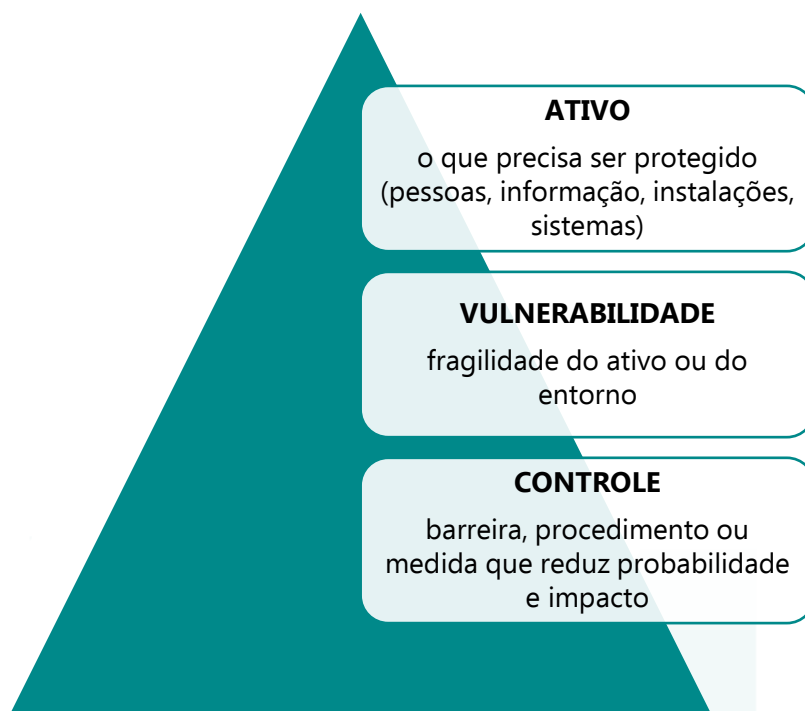 ATIVO
o que precisa ser protegido
(pessoas, informação, instalações,
sistemas)
VULNERABILIDADE
fragilidade do ativo ou do
entorno
CONTROLE
barreira, procedimento ou
medida que reduz probabilidade
e impacto